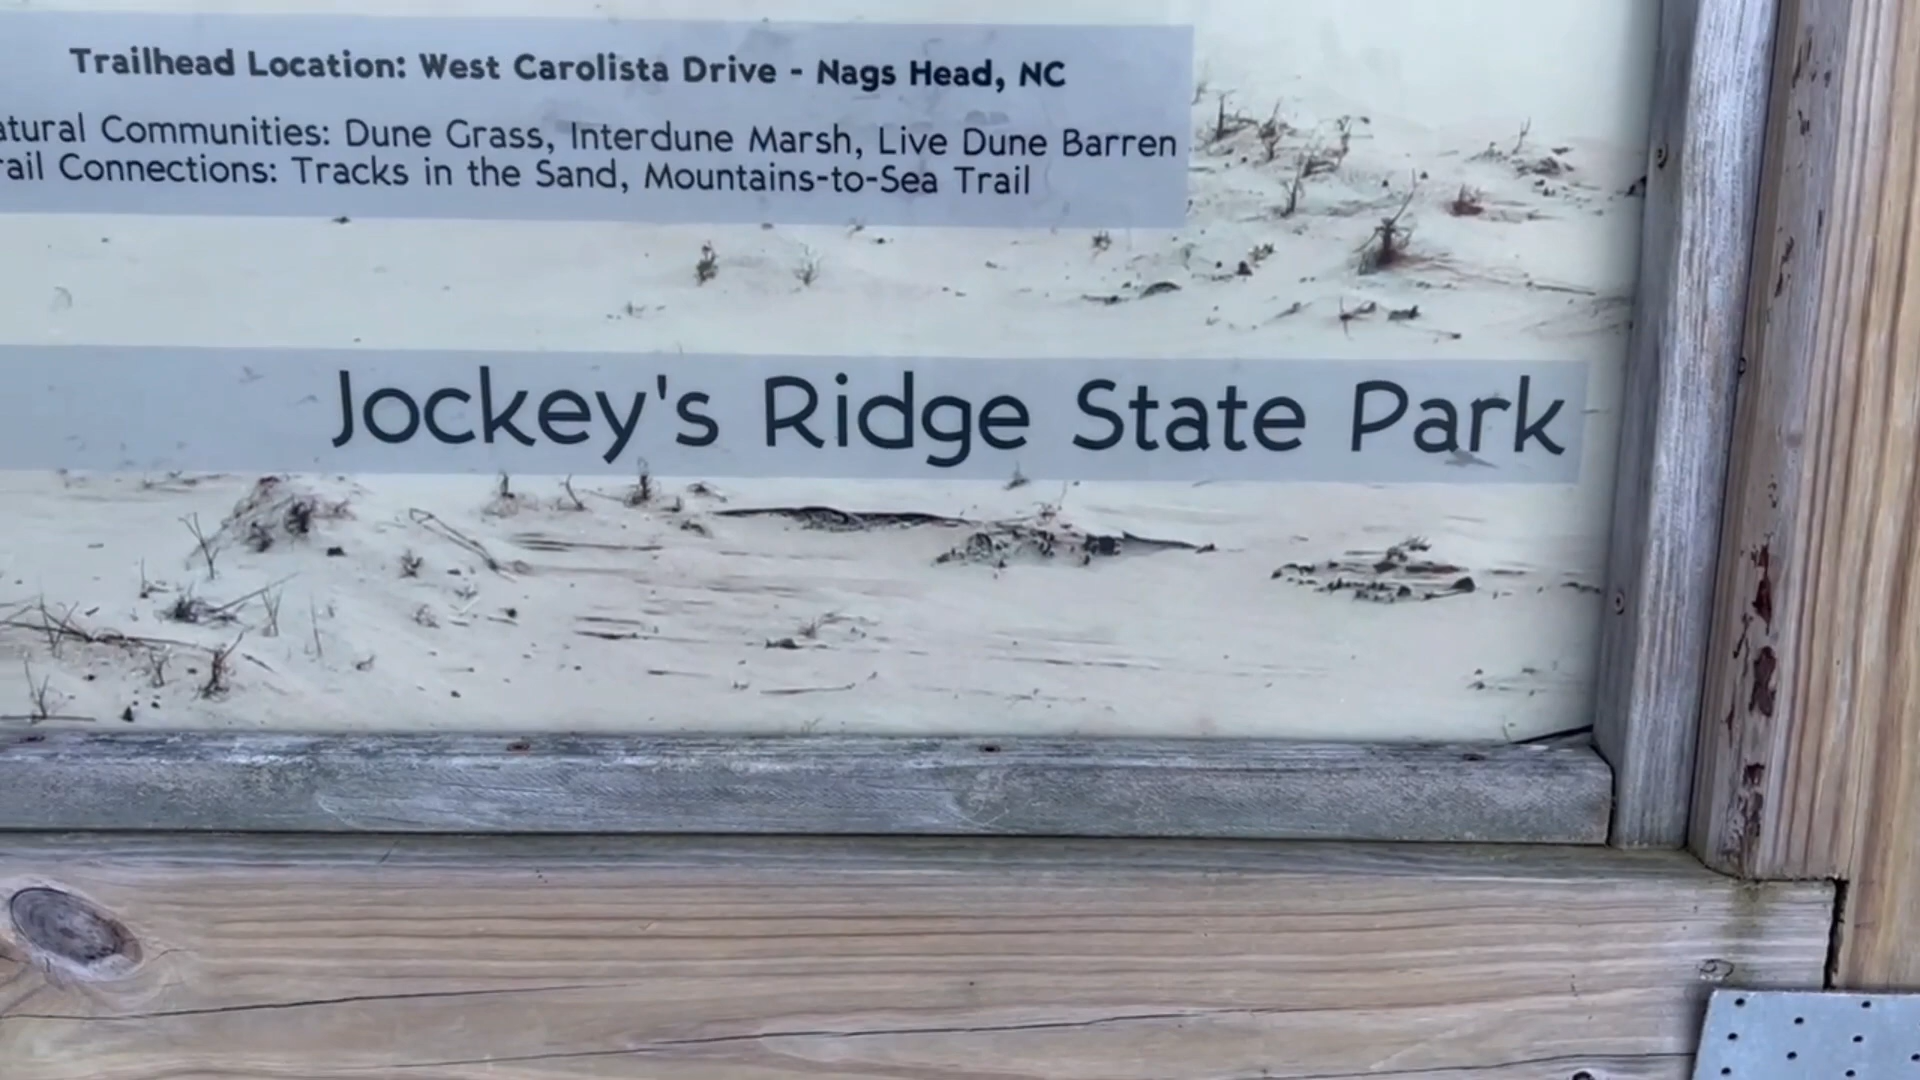 Trailhead Location: West Carolista Drive - Nags Head, NC
atural Communities: Dune Grass, Interdune Marsh, Live Dune Barren
rail Connections: Tracks in the Sand, Mountains-to-Sea Trail
Jockey's Ridge State Park